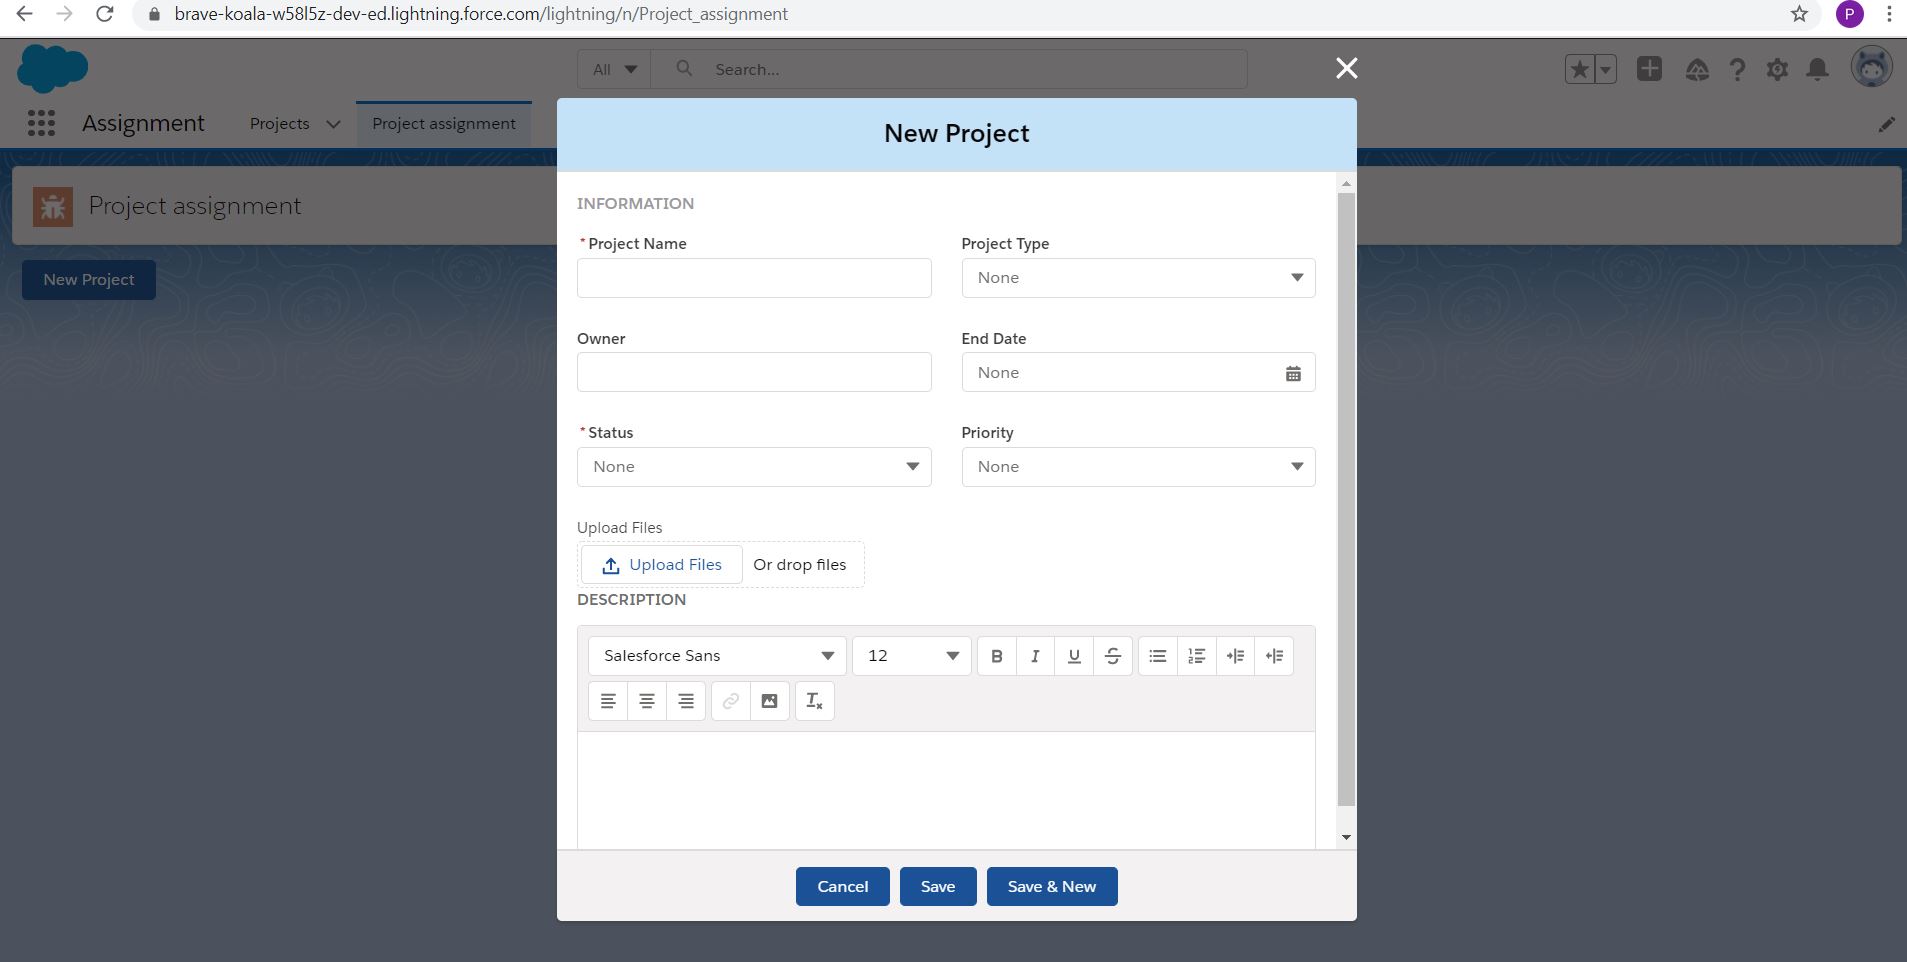 brave-koala-w58l5z-dev-ed.lightning.force.com/lightning/n/Project_assignment
P
All
Search...
Assignment
Projects
Project assignment
New Project
Project assignment
New Project
INFORMATION
* Project Name
Project Type
None
Owner
End Date
None
* Status
Priority
None
None
Upload Files
Upload Files
Or drop files
DESCRIPTION
Salesforce Sans
12
B I U S
Cancel
Save
Save & New